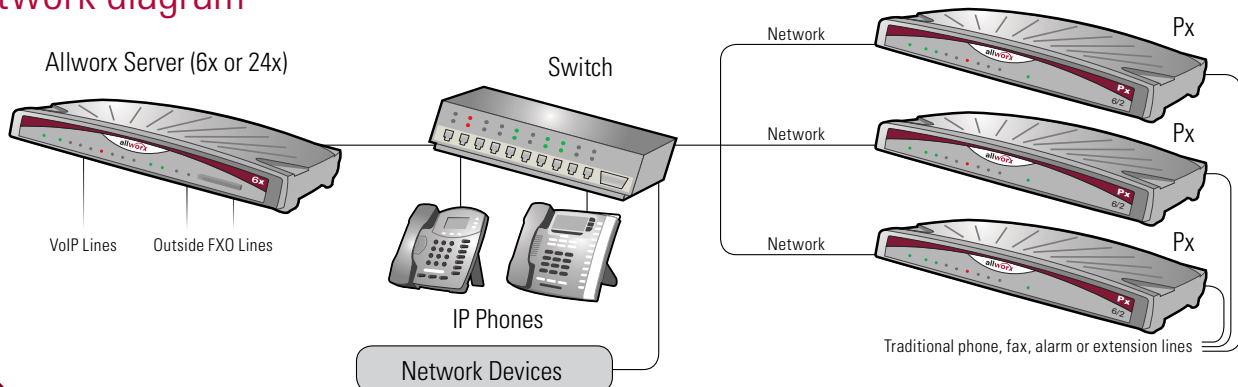 twork diagram
Allworx Server (6x or 24x)
allworx
6x
VoIP Lines
Outside FXO Lines
Switch
IP Phones
Network Devices
Network
Px
allworx
Px
6/2
Network
Px
allworx
Px
6/2
Network
Px
allworx
Px
6/2
Traditional phone, fax, alarm or extension lines